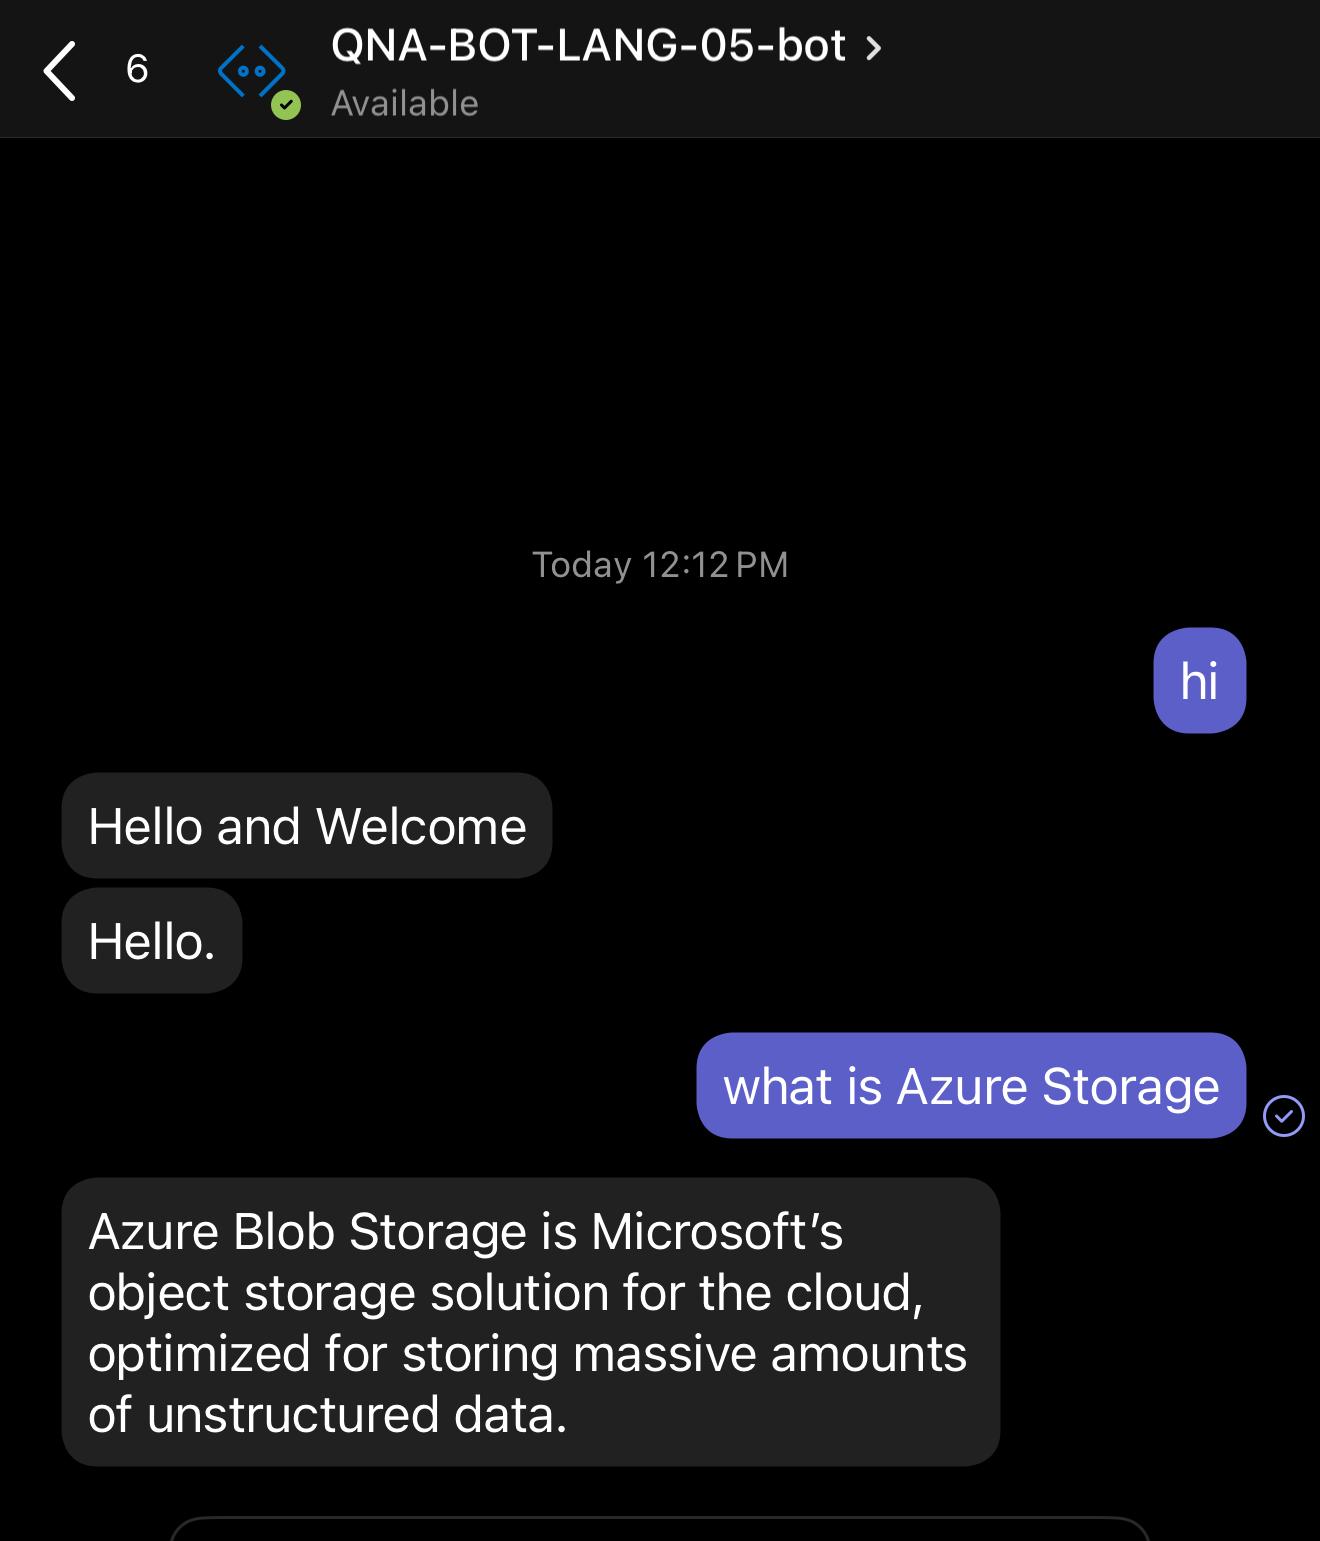 6
QNA-BOT-LANG-05-bot
Available
Today 12:12 PM
hi
Hello and Welcome
Hello.
what is Azure Storage
Azure Blob Storage is Microsoft’s
object storage solution for the cloud,
optimized for storing massive amounts
of unstructured data.